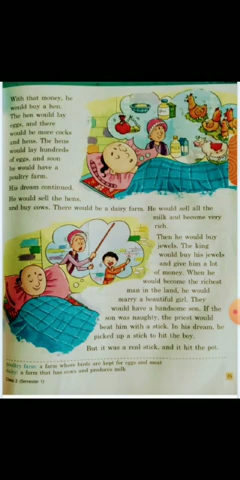 With that money, he
would buy a hen.
The hen would lay
eggs, and there
would be more cocks
and hens. The hens
would lay hundreds
of eggs, and soon
he would have a
poultry farm.
His dream continued.
He would sell the hens,
and buy cows. There would be a dairy farm. He would sell all the
milk and become very
rich.
Then he would buy
jewels. The king
would buy his jewels
and give him a lot
of money. When he
would become the richest
man in the land, he would
marry a beautiful girl. They
would have a handsome son. If the
son was naughty, the priest would
beat him with a stick. In his dream, he
picked up a stick to hit the boy.
But it was a real stick, and it hit the pot.
poultry farm: a farm where birds are kept for eggs and meat
a farm that has cows and produces milk
2 (Semester 1)